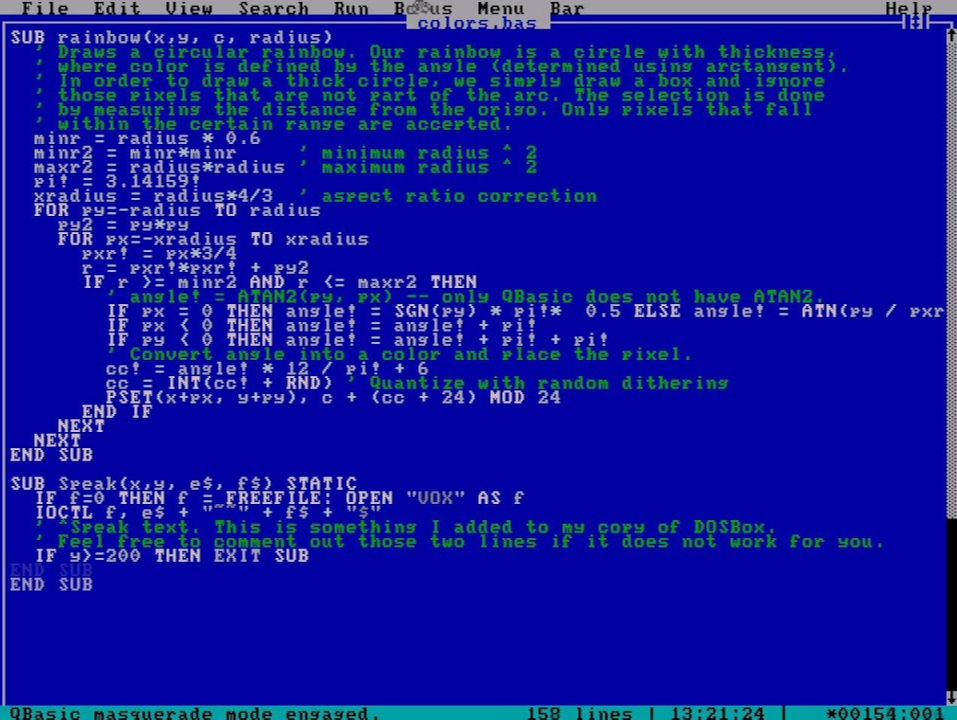 File Edit View Search Run Menu Bar Help
colors.bas
SUB rainbow(x,y, c, radius)
' Draws a circular rainbow. Our rainbow is a circle with thickness,
' where color is defined by the angle (determined using arctangent).
' In order to draw a thick circle, we simply draw a box and ignore
' those pixels that are not part of the arc. The selection is done
' by measuring the distance from the origo. Only pixels that fall
' within the certain range are accepted.
minr = radius * 0.6
minr2 = minr*minr ' minimum radius ^ 2
maxr2 = radius*radius ' maximum radius ^ 2
pi! = 3.14159!
xradius = radius*4/3 ' aspect ratio correction
FOR py=-radius TO radius
py2 = py*py
FOR px=-xradius TO xradius
pxr! = px*3/4
r = pxr!*pxr! + py2
IF r >= minr2 AND r <= maxr2 THEN
' angle! = ATAN2(py, px) -- only QBasic does not have ATAN2.
IF px = 0 THEN angle! = SGN(py) * pi!* 0.5 ELSE angle! = ATN(py / pxr
IF px < 0 THEN angle! = angle! + pi!
IF py < 0 THEN angle! = angle! + pi! + pi!
' Convert angle into a color and place the pixel.
cc! = angle! * 12 / pi! + 6
cc = INT(cc! + RND) ' Quantize with random dithering
PSET(x+px, y+py), c + (cc + 24) MOD 24
END IF
NEXT
NEXT
END SUB
SUB Speak(x,y, e$, f$) STATIC
IF f=0 THEN f = FREEFILE: OPEN "VOX" AS f
IOCTL f, e$ + "~~" + f$ + "$"
' ^Speak text. This is something I added to my copy of DOSBox.
' Feel free to comment out those two lines if it does not work for you.
IF y>=200 THEN EXIT SUB
END SUB
END SUB
QBasic masquerade mode engaged. 158 lines | 13:21:24 | *00154:001